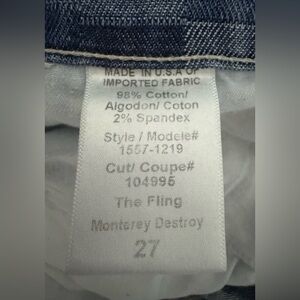 MADE IN U.S.A OF
IMPORTED FABRIC
98% Cotton/
Algodon/ Coton
2% Spandex
Style / Modele#
1557-1219
Cut/ Coupe#
104995
The Fling
Monterey Destroy
27